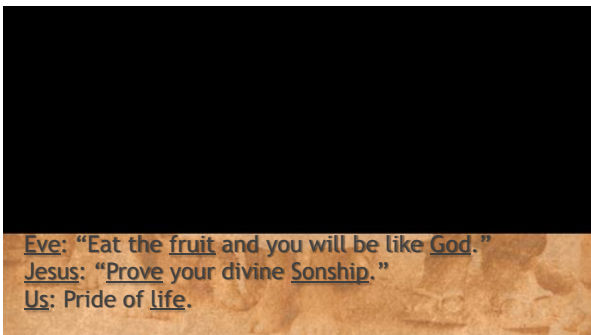 Eve: “Eat the fruit and you will be like God.”
Jesus: “Prove your divine Sonship.”
Us: Pride of life.